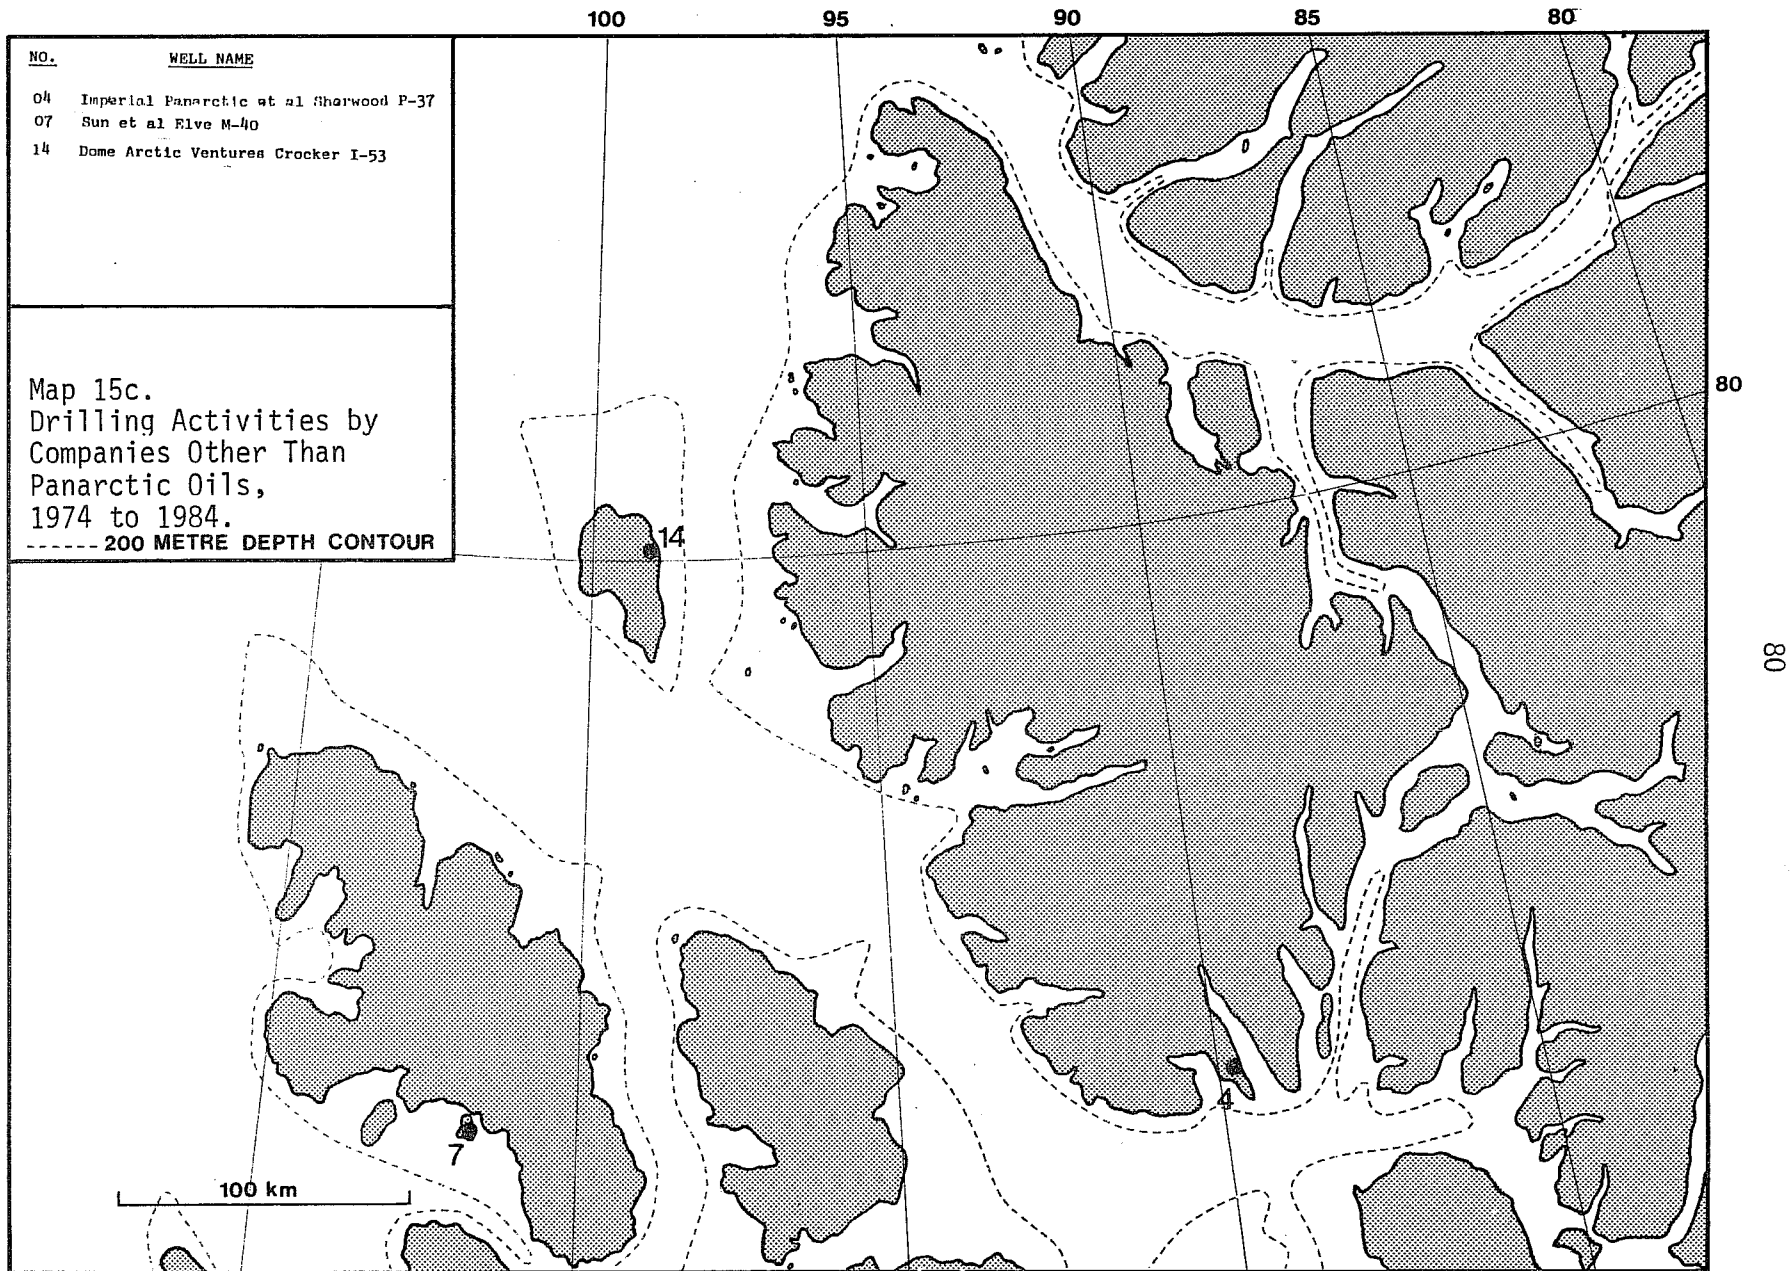 100 95 90 85 80
NO. WELL NAME
04 Imperial Panarctic et al Sherwood P-37
07 Sun et al Elve M-40
14 Dome Arctic Ventures Crocker I-53
Map 15c.
Drilling Activities by
Companies Other Than
Panarctic Oils,
1974 to 1984.
------ 200 METRE DEPTH CONTOUR
80
14
80
4
7
100 km